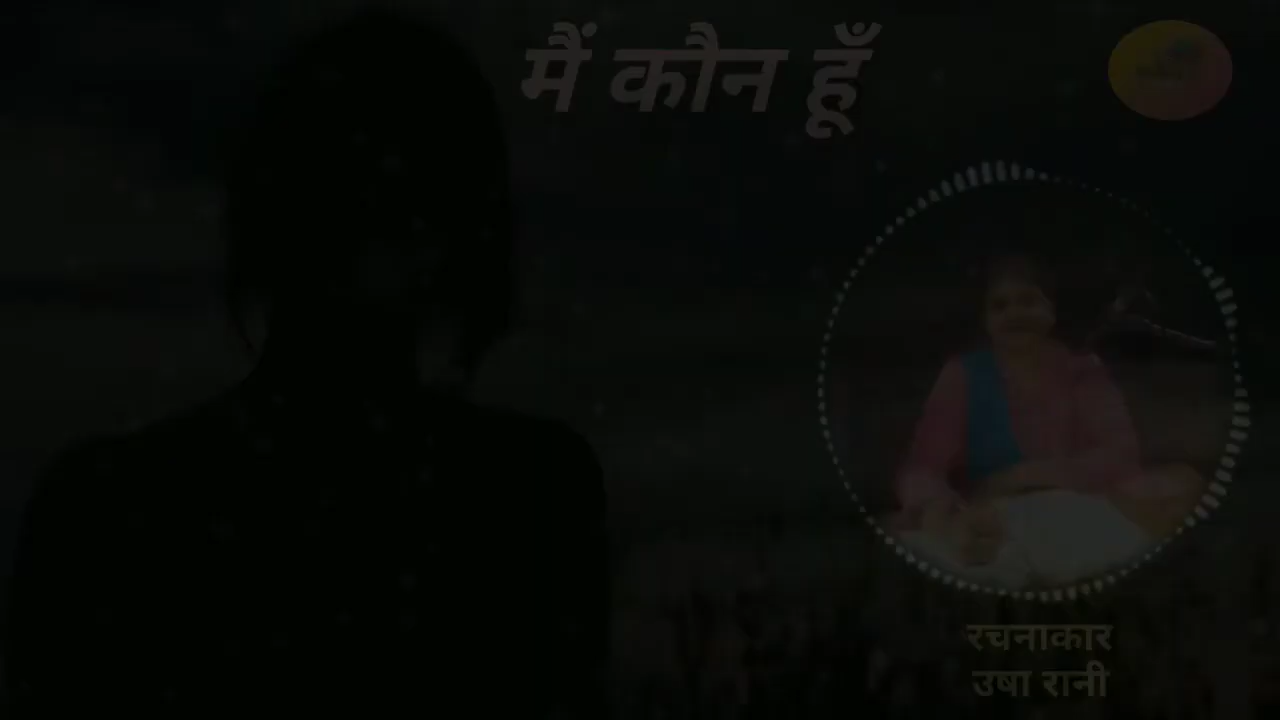 मैं कौन हूँ
रचनाकार
उषा रानी